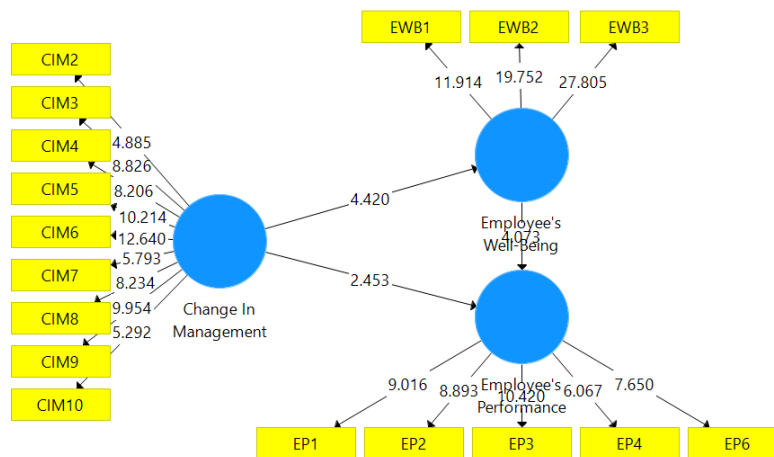 EWB1
EWB2
EWB3
CIM2
CIM3
CIM4
CIM5
CIM6
CIM7
CIM8
CIM9
CIM10
11.914
19.752
27.805
4.885
8.826
8.206
10.214
12.640
5.793
8.234
9.954
5.292
4.420
2.453
Change In
Management
Employee's
Well-Being
4.073
Employee's
Performance
9.016
8.893
10.420
6.067
7.650
EP1
EP2
EP3
EP4
EP6